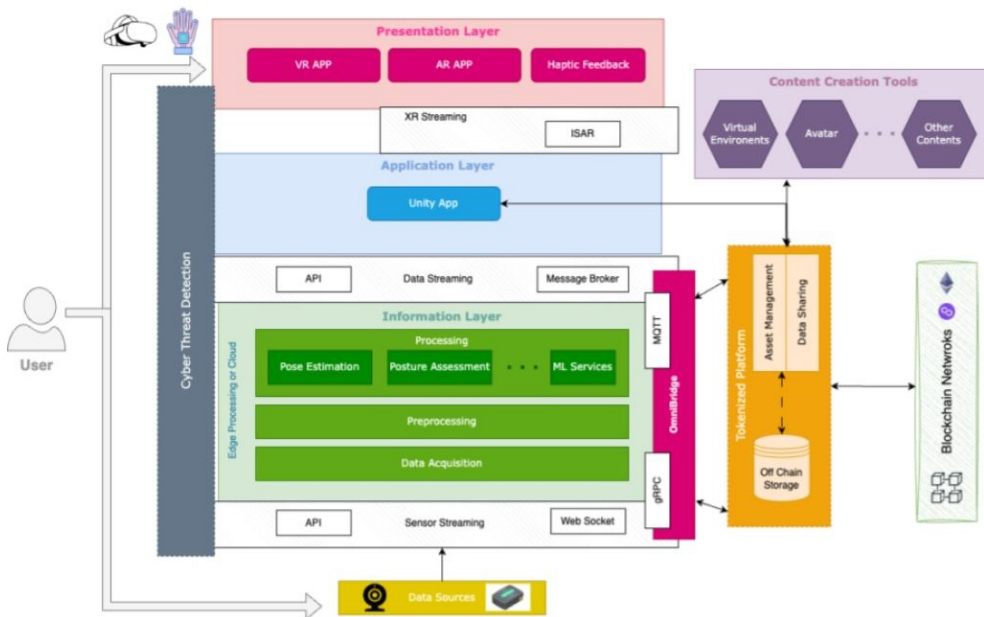 Presentation Layer
VR APP
AR APP
Haptic Feedback
XR Streaming
ISAR
Application Layer
Unity App
Content Creation Tools
Virtual
Environents
Avatar
Other
Contents
User
Cyber Threat Detection
API
Data Streaming
Message Broker
Edge Processing or Cloud
Information Layer
Processing
Pose Estimation
Posture Assessment
ML Services
Preprocessing
Data Acquisition
API
Sensor Streaming
Web Socket
MQTT
OmniBridge
gRPC
Tokenized Platform
Asset Management
Data Sharing
Off Chain
Storage
Blockchain Netwroks
Data Sources